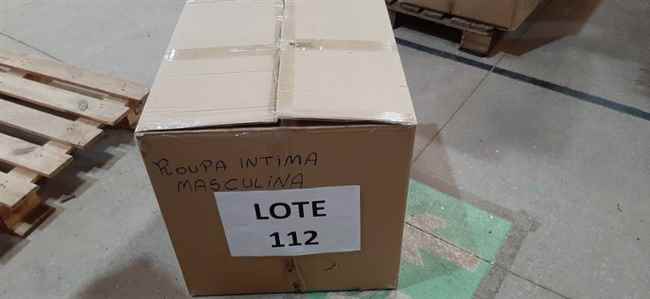 ROUPA INTIMA
MASCULINA
LOTE
112